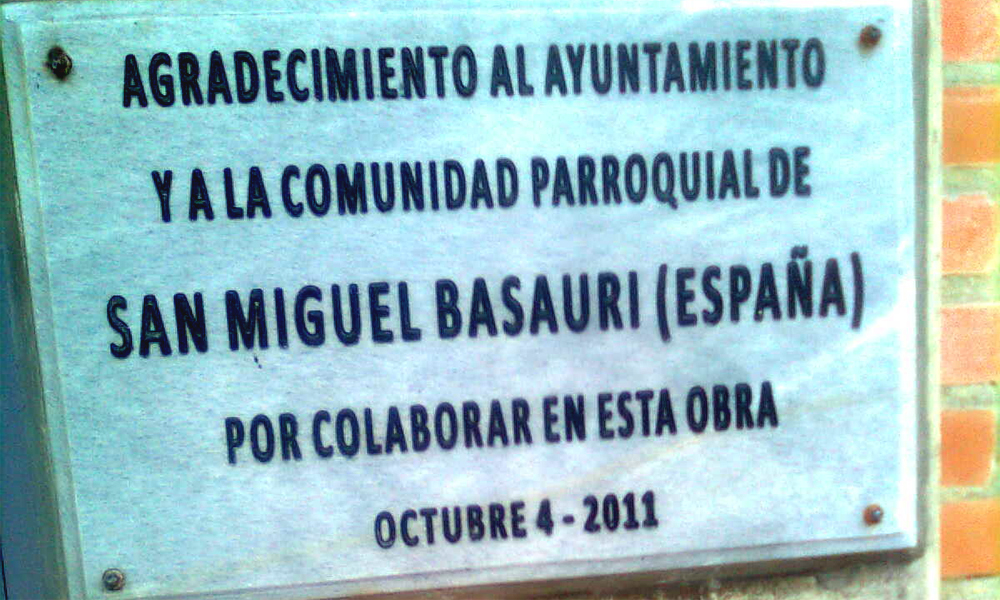 AGRADECIMIENTO AL AYUNTAMIENTO
Y A LA COMUNIDAD PARROQUIAL DE
SAN MIGUEL BASAURI (ESPAÑA)
POR COLABORAR EN ESTA OBRA
OCTUBRE 4 - 2011